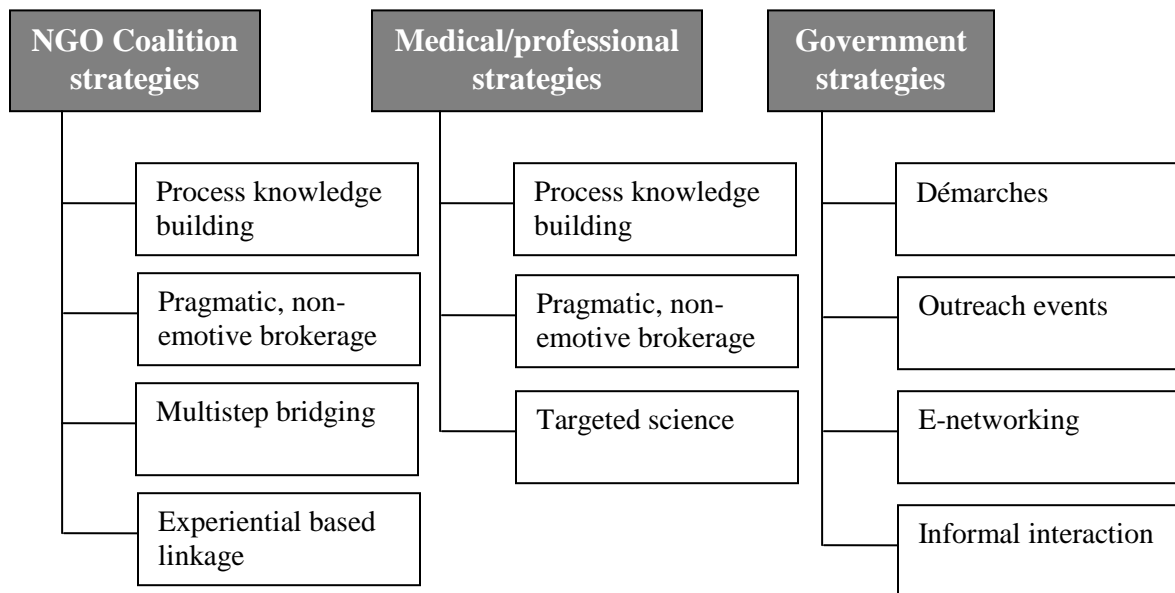 NGO Coalition
strategies
Process knowledge
building
Pragmatic, non-
emotive brokerage
Multistep bridging
Experiential based
linkage
Medical/professional
strategies
Process knowledge
building
Pragmatic, non-
emotive brokerage
Targeted science
Government
strategies
Démarches
Outreach events
E-networking
Informal interaction